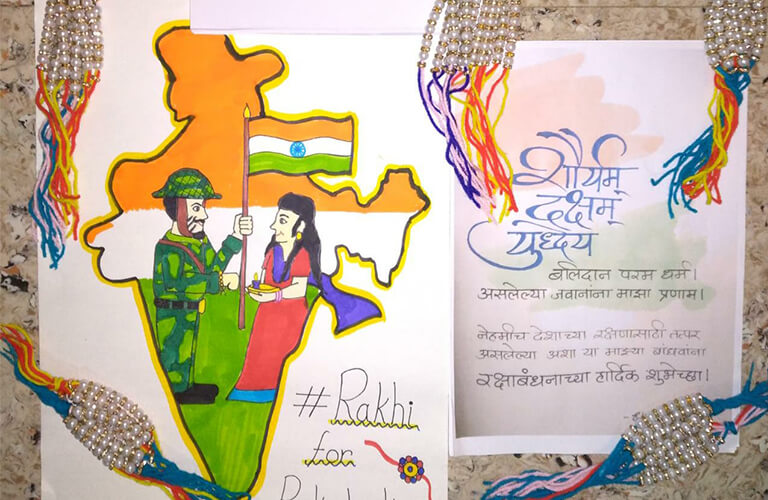 #Rakhi
for
शौर्यम्
दक्षम्
युध्देय
बलिदान परम धर्म।
असलेल्या जवानांना माझा प्रणाम।
नेहमीच देशाच्या रक्षणासाठी तत्पर
असलेल्या अशा या माझ्या बांधवांना
रक्षाबंधनाच्या हार्दिक शुभेच्छा।